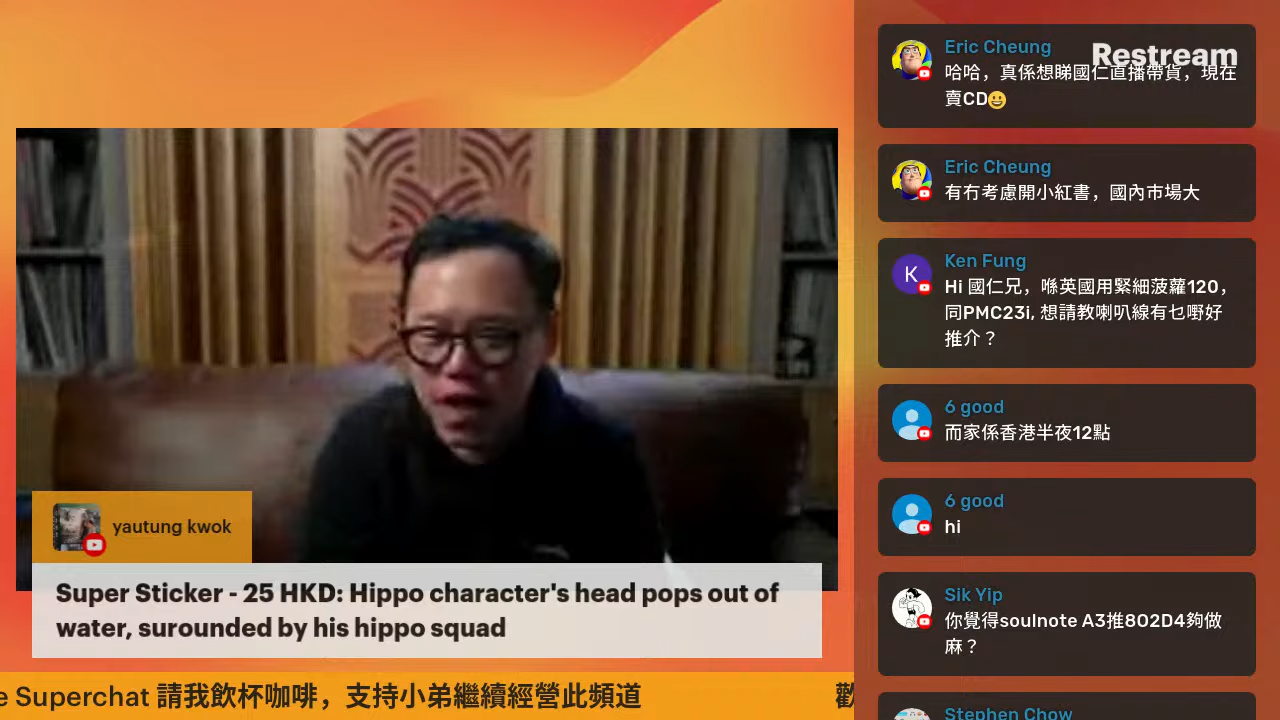 Restream
Eric Cheung
哈哈，真係想睇國仁直播帶貨，現在
賣CD😀
Eric Cheung
有冇考慮開小紅書，國內市場大
Ken Fung
K
Hi 國仁兄，喺英國用緊細菠蘿120，
同PMC23i, 想請教喇叭線有乜嘢好
推介？
6 good
而家係香港半夜12點
6 good
hi
Sik Yip
你覺得soulnote A3推802D4夠做
麻？
Stephen Chow
yautung kwok
Super Sticker - 25 HKD: Hippo character's head pops out of
water, surounded by his hippo squad
e Superchat 請我飲杯咖啡，支持小弟繼續經營此頻道 歡